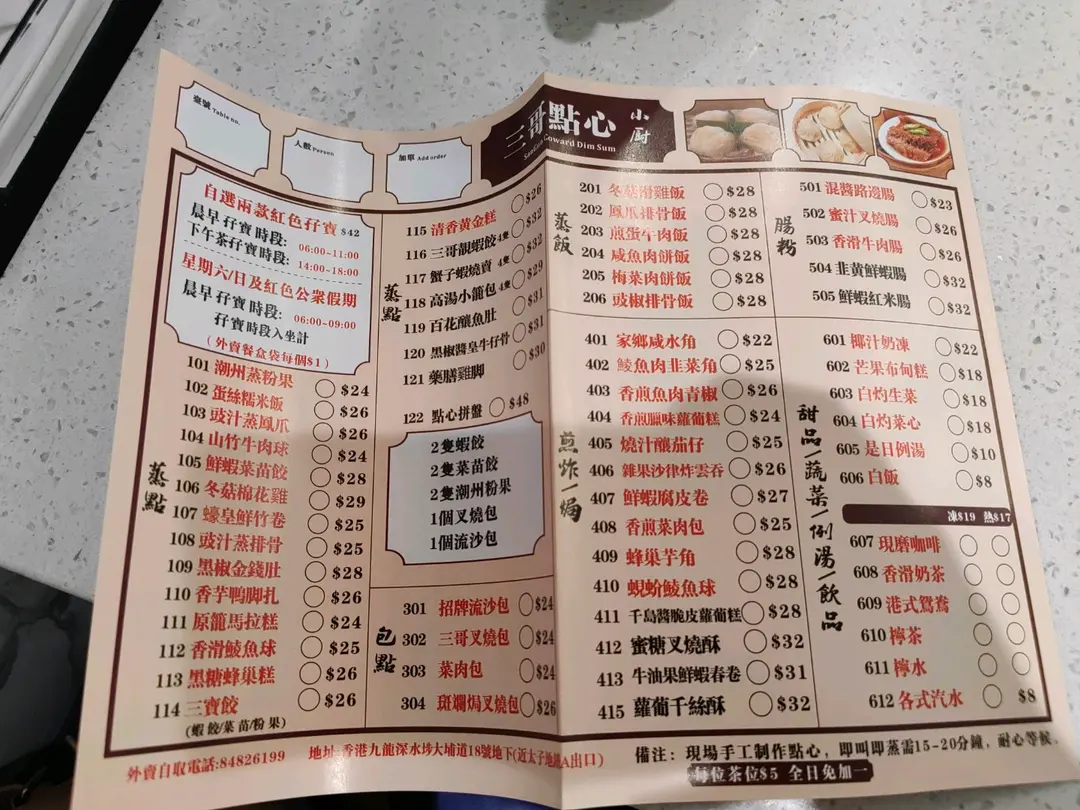 臺號 Table no.
人數 Person
加單 Add order
三哥點心 小廚
自選兩款紅色孖寶 $42
晨早孖寶時段: 06:00-11:00
下午茶孖寶時段: 14:00-18:00
星期六/日及紅色公眾假期
晨早孖寶時段: 06:00~09:00
孖寶時段入坐計
(外賣餐盒袋每個$1)
蒸點
101 潮州蒸粉果 $24
102 蛋絲糯米飯 $26
103 豉汁蒸鳳爪 $26
104 山竹牛肉球 $24
105 鮮蝦菜苗餃 $28
106 冬菇棉花雞 $29
107 蠔皇鮮竹卷 $25
108 豉汁蒸排骨 $25
109 黑椒金錢肚 $28
110 香芋鴨脚扎 $26
111 原籠馬拉糕 $24
112 香滑鯪魚球 $25
113 黑糖蜂巢糕 $26
114 三寶餃 $26
(蝦餃/菜苗/粉果)
蒸點
115 清香黃金糕 $26
116 三哥靚蝦餃 4隻 $32
117 蟹子蝦燒賣 4隻 $32
118 高湯小籠包 4隻 $29
119 百花釀魚肚 $31
120 黑椒醬皇牛仔骨 $31
121 藥膳雞脚 $30
122 點心拼盤 $48
2隻蝦餃
2隻菜苗餃
2隻潮州粉果
1個叉燒包
1個流沙包
包點
301 招牌流沙包 $24
302 三哥叉燒包 $24
303 菜肉包 $24
304 斑斕焗叉燒包 $26
蒸飯
201 冬菇滑雞飯 $28
202 鳳爪排骨飯 $28
203 煎蛋牛肉飯 $28
204 咸魚肉餅飯 $28
205 梅菜肉餅飯 $28
206 豉椒排骨飯 $28
煎炸/焗
401 家鄉咸水角 $22
402 鯪魚肉韭菜角 $25
403 香煎魚肉青椒 $26
404 香煎臘味蘿蔔糕 $24
405 燒汁釀茄仔 $25
406 雜果沙律炸雲吞 $26
407 鮮蝦腐皮卷 $27
408 香煎菜肉包 $25
409 蜂巢芋角 $28
410 蜆蚧鯪魚球 $28
411 千島醬脆皮蘿蔔糕 $28
412 蜜糖叉燒酥 $32
413 牛油果鮮蝦春卷 $31
415 蘿蔔千絲酥 $32
腸粉
501 混醬路邊腸 $23
502 蜜汁叉燒腸 $26
503 香滑牛肉腸 $26
504 韭黄鮮蝦腸 $32
505 鮮蝦紅米腸 $32
甜品/蔬菜/例湯/飲品
601 椰汁奶凍 $22
602 芒果布甸糕 $18
603 白灼生菜 $18
604 白灼菜心 $18
605 是日例湯 $10
606 白飯 $8
凍$19 熱$17
607 現磨咖啡
608 香滑奶茶
609 港式鴛鴦
610 檸茶
611 檸水
612 各式汽水 $8
外賣自取電話:84826199 地址:香港九龍深水埗大埔道18號地下(近太子地鐵A出口)
備注：現場手工制作點心，即叫即蒸需15-20分鐘，耐心等候.
每位茶位$5 全日免加一